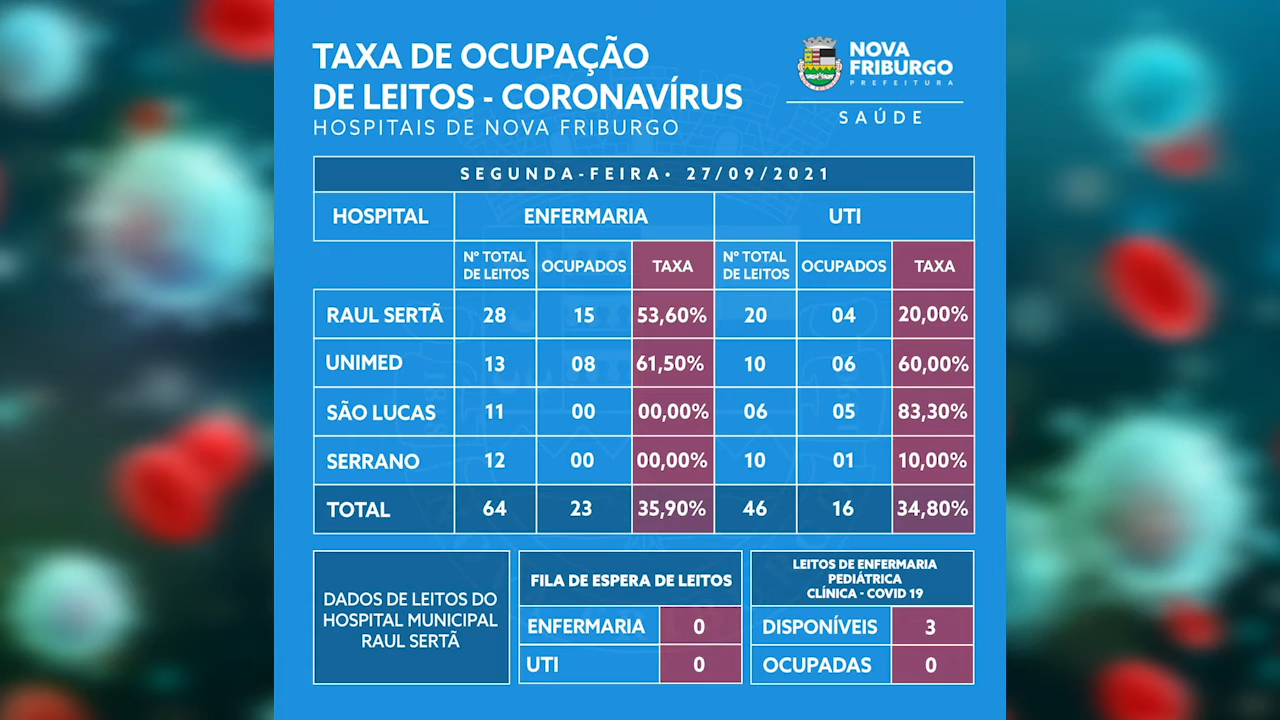 TAXA DE OCUPAÇÃO
DE LEITOS - CORONAVÍRUS
HOSPITAIS DE NOVA FRIBURGO
NOVA
FRIBURGO
PREFEITURA
SAÚDE
SEGUNDA-FEIRA• 27/09/2021
HOSPITAL ENFERMARIA UTI
Nº TOTAL DE LEITOS OCUPADOS TAXA Nº TOTAL DE LEITOS OCUPADOS TAXA
RAUL SERTÃ 28 15 53,60% 20 04 20,00%
UNIMED 13 08 61,50% 10 06 60,00%
SÃO LUCAS 11 00 00,00% 06 05 83,30%
SERRANO 12 00 00,00% 10 01 10,00%
TOTAL 64 23 35,90% 46 16 34,80%
DADOS DE LEITOS DO
HOSPITAL MUNICIPAL
RAUL SERTÃ
FILA DE ESPERA DE LEITOS
ENFERMARIA 0
UTI 0
LEITOS DE ENFERMARIA
PEDIÁTRICA
CLÍNICA - COVID 19
DISPONÍVEIS 3
OCUPADAS 0